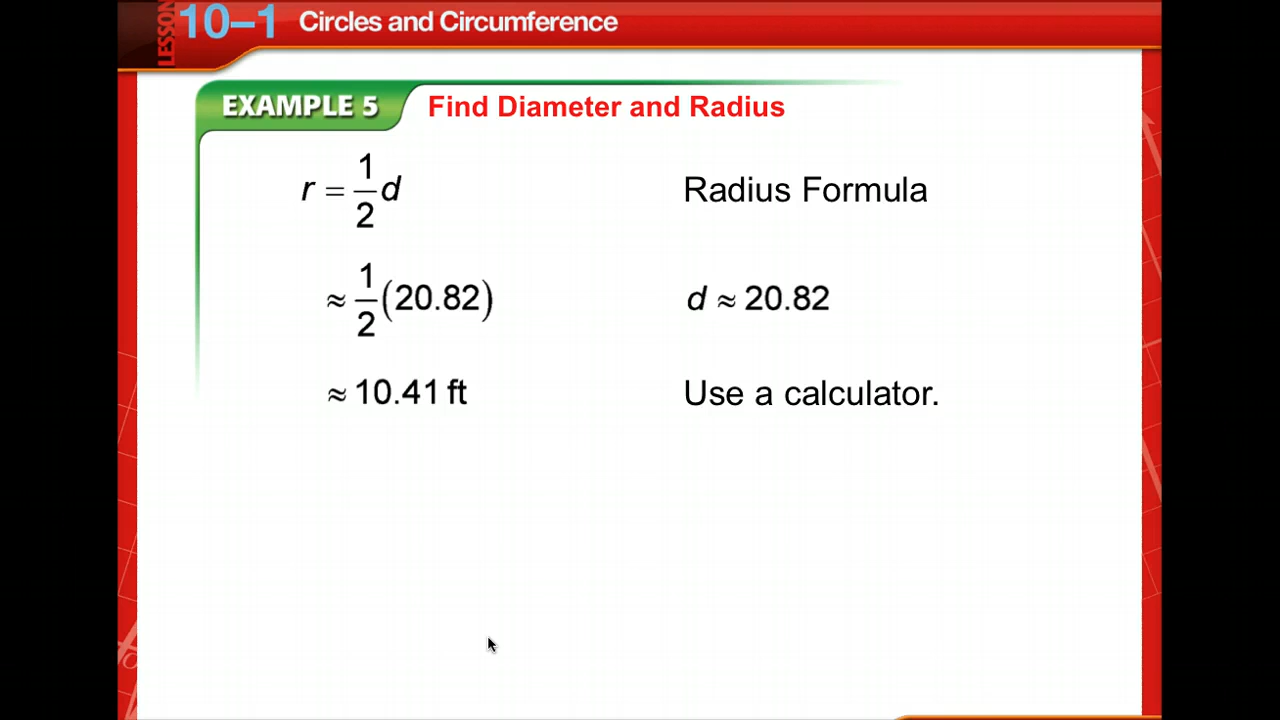 LESSON 10–1 Circles and Circumference
EXAMPLE 5 Find Diameter and Radius
r = 1/2 d Radius Formula
≈ 1/2 (20.82) d ≈ 20.82
≈ 10.41 ft Use a calculator.